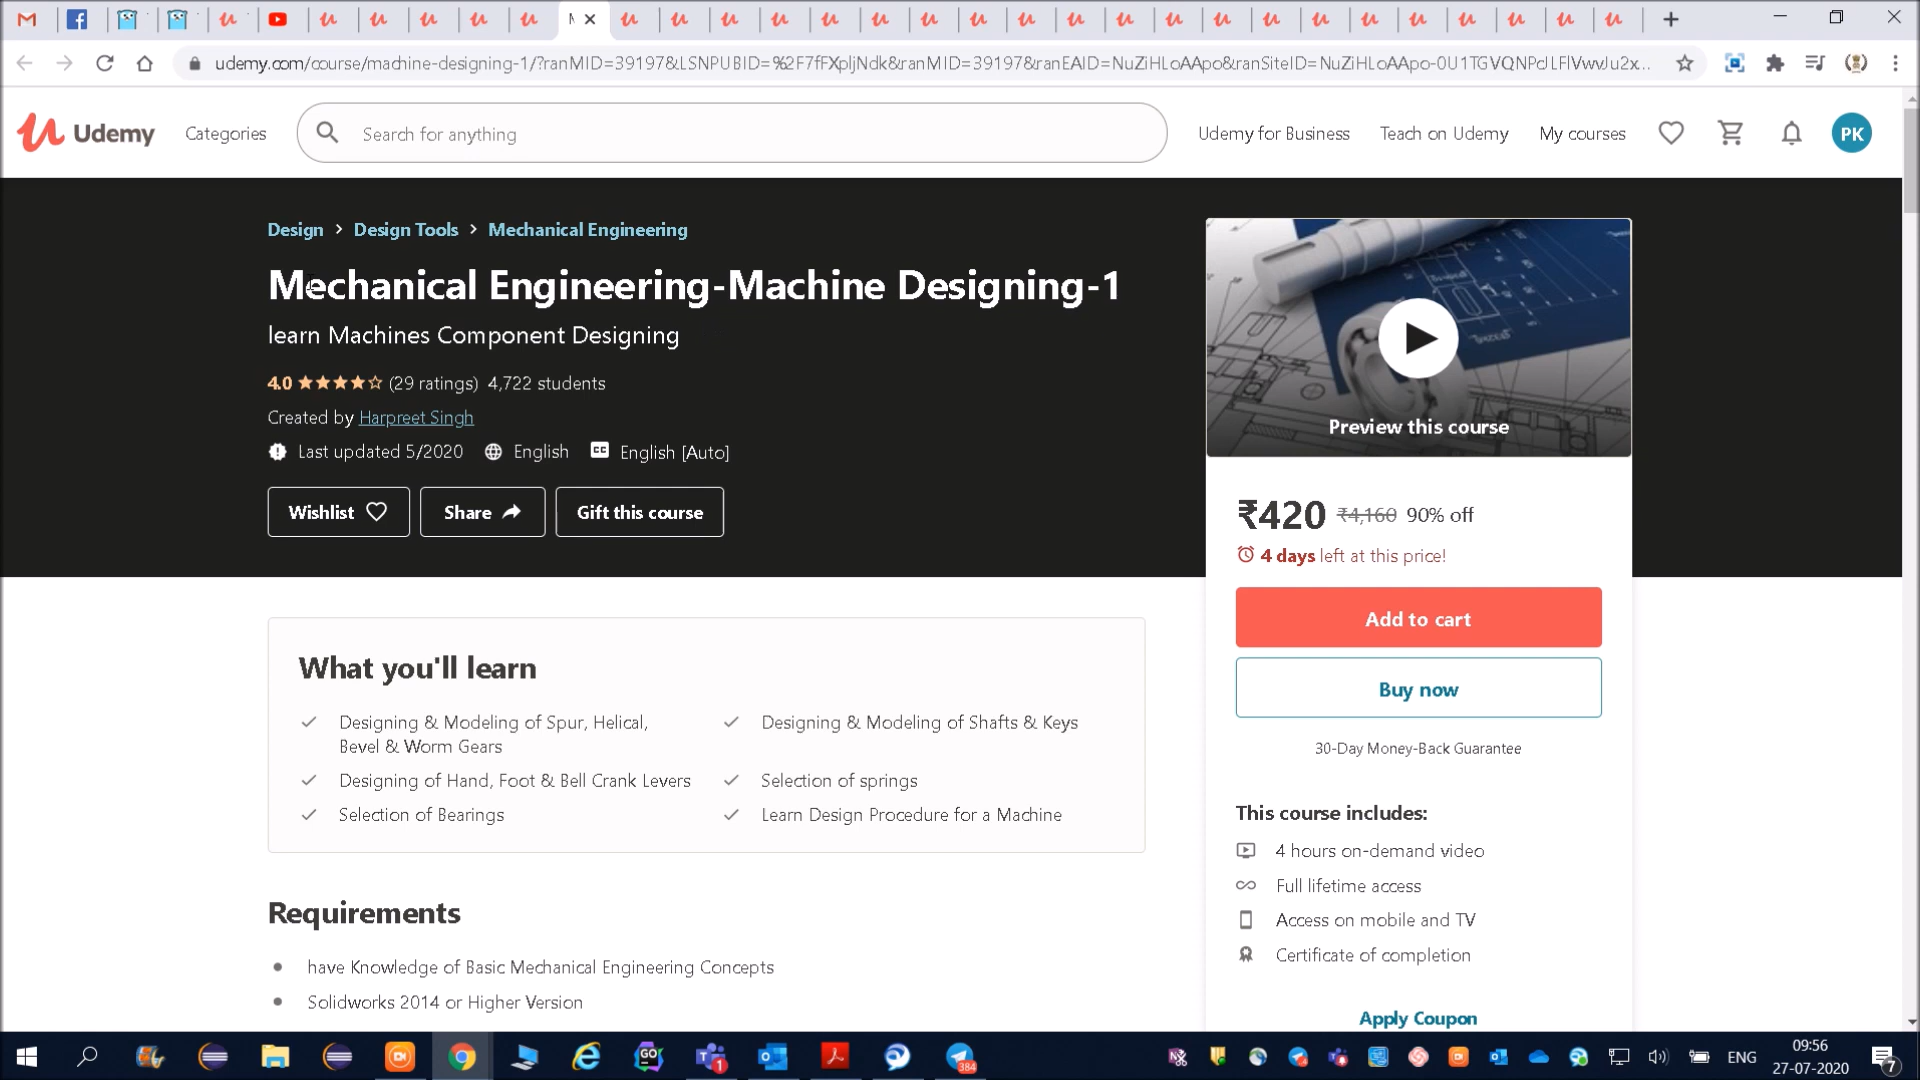 udemy.com/course/machine-designing-1/?ranMID=39197&LSNPUBID=%2F7fFXpljNdk&ranMID=39197&ranEAID=NuZiHLoAApo&ranSiteID=NuZiHLoAApo-0U1TGVQNPcJLFlVwvJu2x...
Udemy Categories Search for anything Udemy for Business Teach on Udemy My courses PK
Design > Design Tools > Mechanical Engineering
Mechanical Engineering-Machine Designing-1
learn Machines Component Designing
4.0 (29 ratings) 4,722 students
Created by Harpreet Singh
Last updated 5/2020 English CC English [Auto]
Wishlist Share Gift this course
Preview this course
₹420 ₹4,160 90% off
4 days left at this price!
Add to cart
Buy now
30-Day Money-Back Guarantee
This course includes:
4 hours on-demand video
Full lifetime access
Access on mobile and TV
Certificate of completion
Apply Coupon
What you'll learn
Designing & Modeling of Spur, Helical,
Bevel & Worm Gears
Designing & Modeling of Shafts & Keys
Designing of Hand, Foot & Bell Crank Levers
Selection of springs
Selection of Bearings
Learn Design Procedure for a Machine
Requirements
have Knowledge of Basic Mechanical Engineering Concepts
Solidworks 2014 or Higher Version
GO 1 384 ENG 09:56
27-07-2020 7